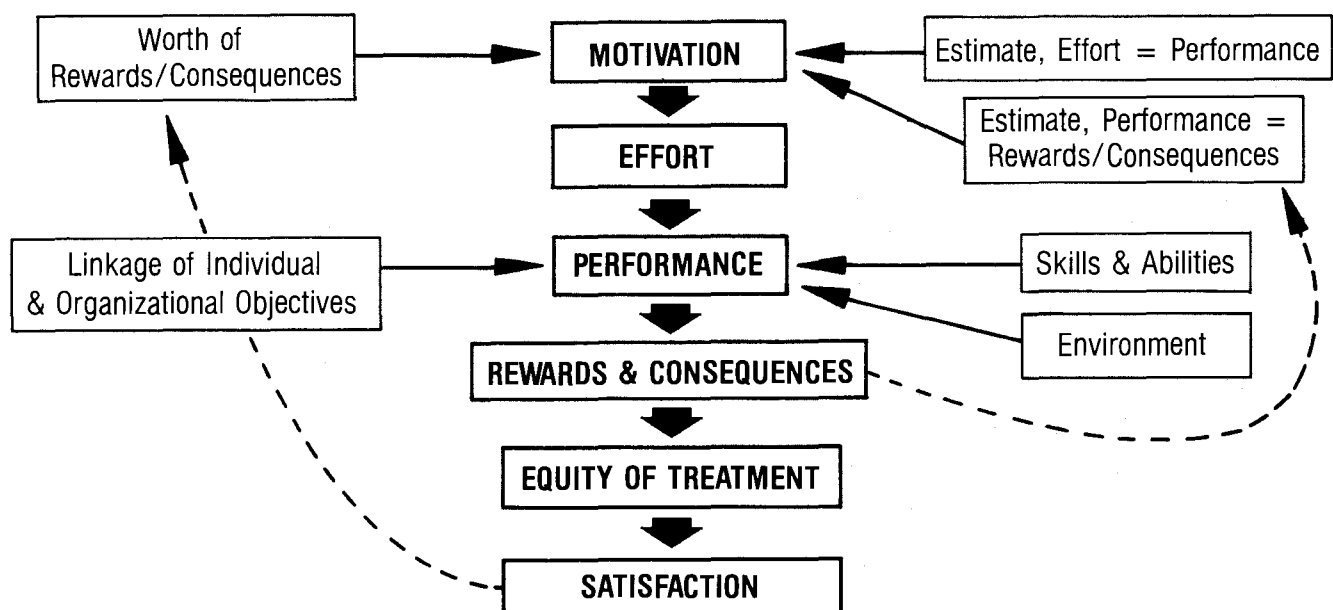 Worth of
Rewards/Consequences
MOTIVATION
Estimate, Effort = Performance
Estimate, Performance =
Rewards/Consequences
EFFORT
Linkage of Individual
& Organizational Objectives
PERFORMANCE
Skills & Abilities
Environment
REWARDS & CONSEQUENCES
EQUITY OF TREATMENT
SATISFACTION